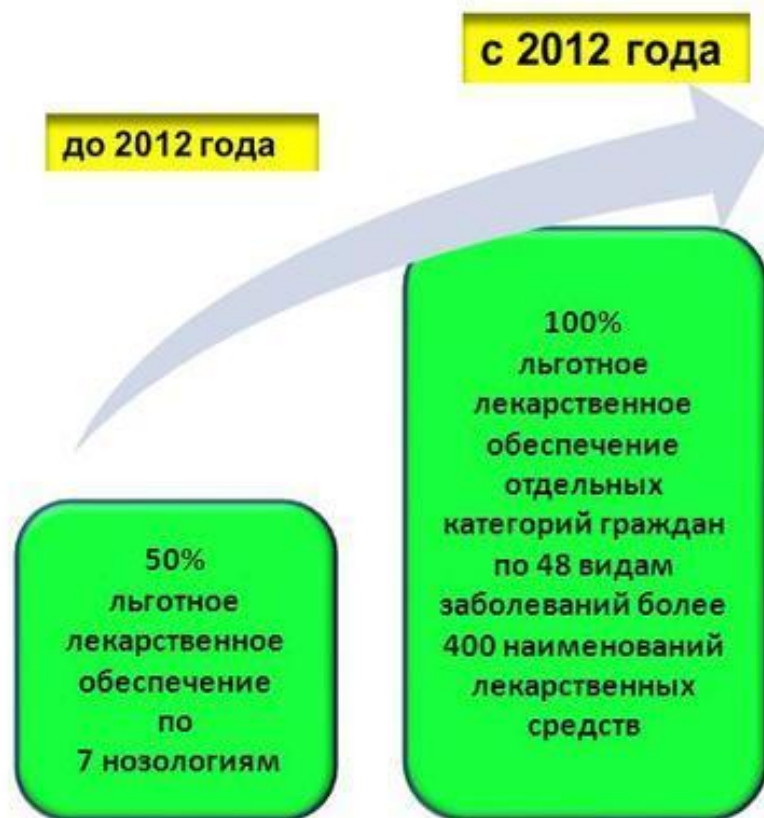 с 2012 года
до 2012 года
100%
льготное
лекарственное
обеспечение
отдельных
категорий граждан
по 48 видам
заболеваний более
400 наименований
лекарственных
средств
50%
льготное
лекарственное
обеспечение
по
7 нозологиям